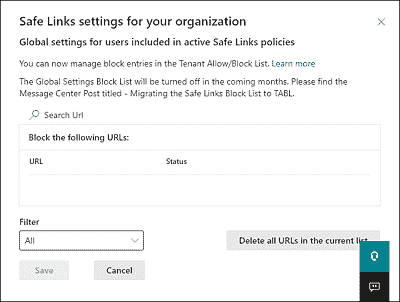 Safe Links settings for your organization
Global settings for users included in active Safe Links policies
You can now manage block entries in the Tenant Allow/Block List. Learn more
The Global Settings Block List will be turned off in the coming months. Please find the
Message Center Post titled - Migrating the Safe Links Block List to TABL.
Search Url
Block the following URLs:
URL Status
Filter
All
Delete all URLs in the current list
Save Cancel